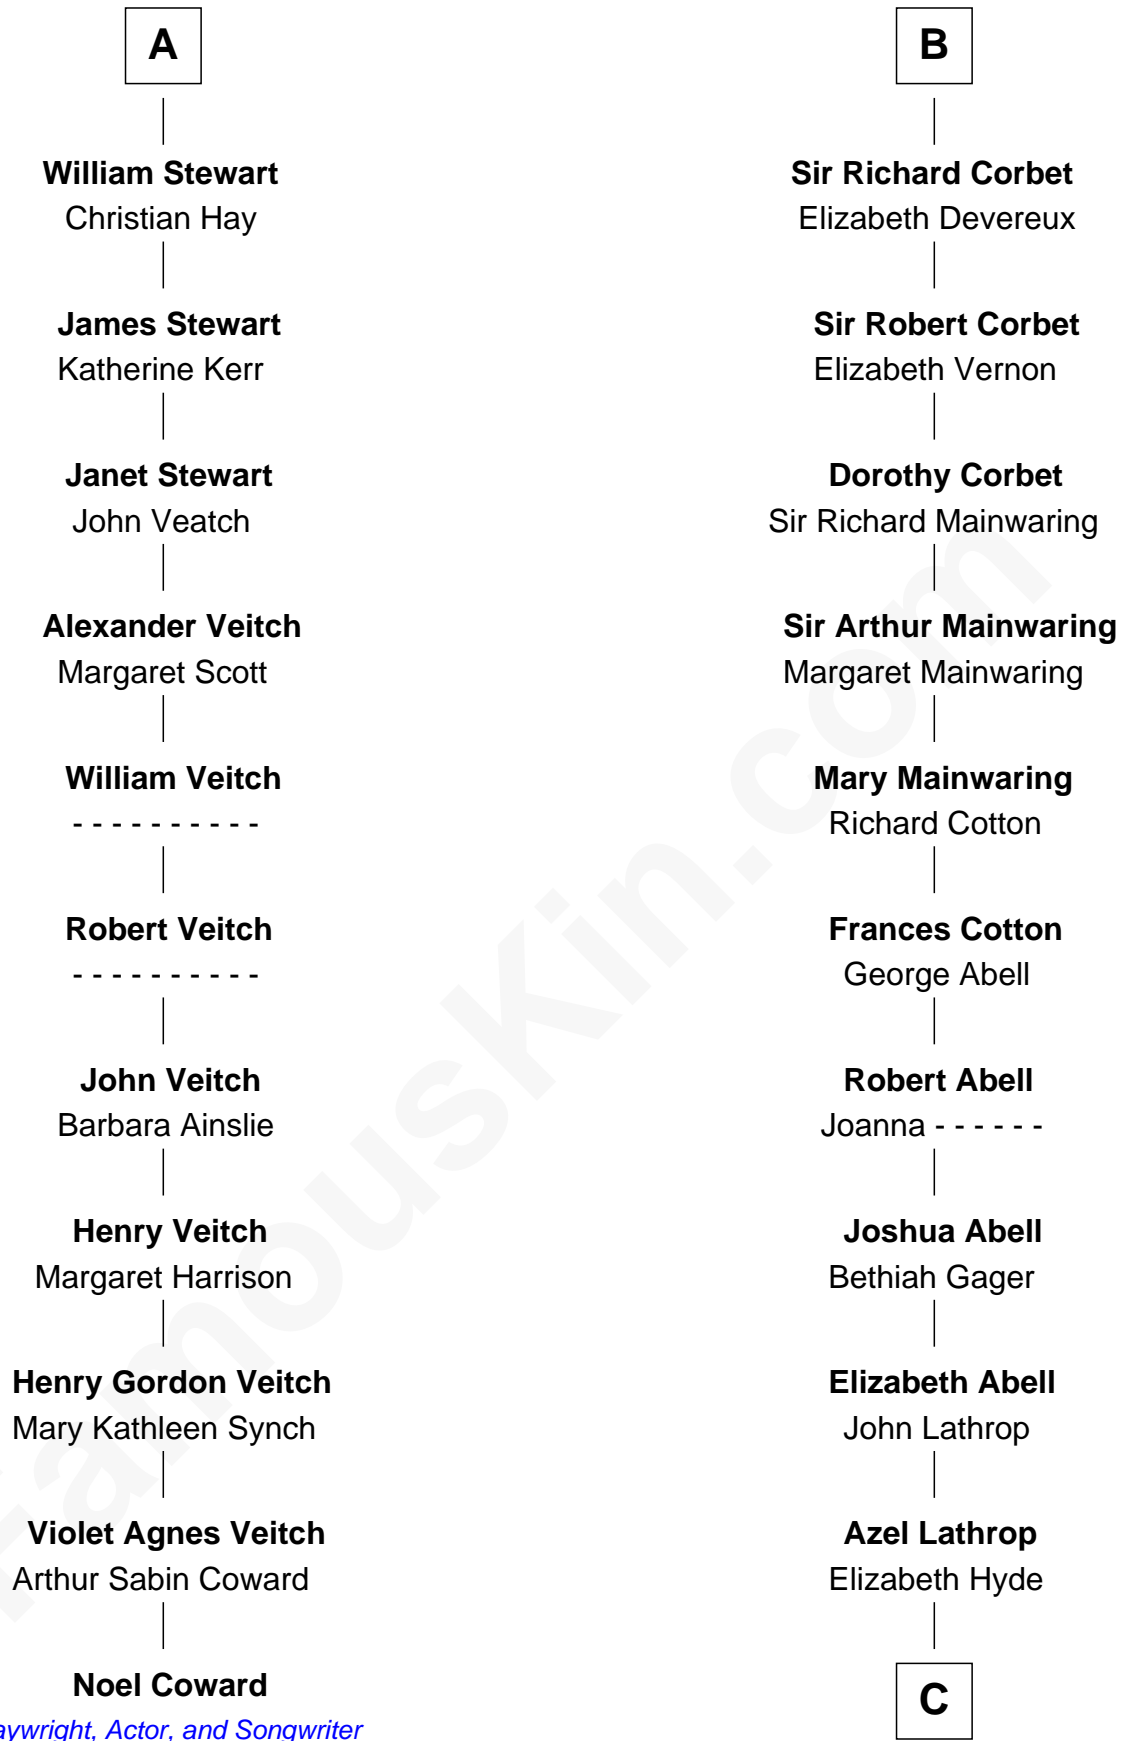 A
William Stewart
Christian Hay
James Stewart
Katherine Kerr
Janet Stewart
John Veatch
Alexander Veitch
Margaret Scott
William Veitch
- - - - - - - - - -
Robert Veitch
- - - - - - - - - -
John Veitch
Barbara Ainslie
Henry Veitch
Margaret Harrison
Henry Gordon Veitch
Mary Kathleen Synch
Violet Agnes Veitch
Arthur Sabin Coward
Noel Coward
aywright, Actor, and Songwriter
B
Sir Richard Corbet
Elizabeth Devereux
Sir Robert Corbet
Elizabeth Vernon
Dorothy Corbet
Sir Richard Mainwaring
Sir Arthur Mainwaring
Margaret Mainwaring
Mary Mainwaring
Richard Cotton
Frances Cotton
George Abell
Robert Abell
Joanna - - - - - -
Joshua Abell
Bethiah Gager
Elizabeth Abell
John Lathrop
Azel Lathrop
Elizabeth Hyde
C
FamousKin.com